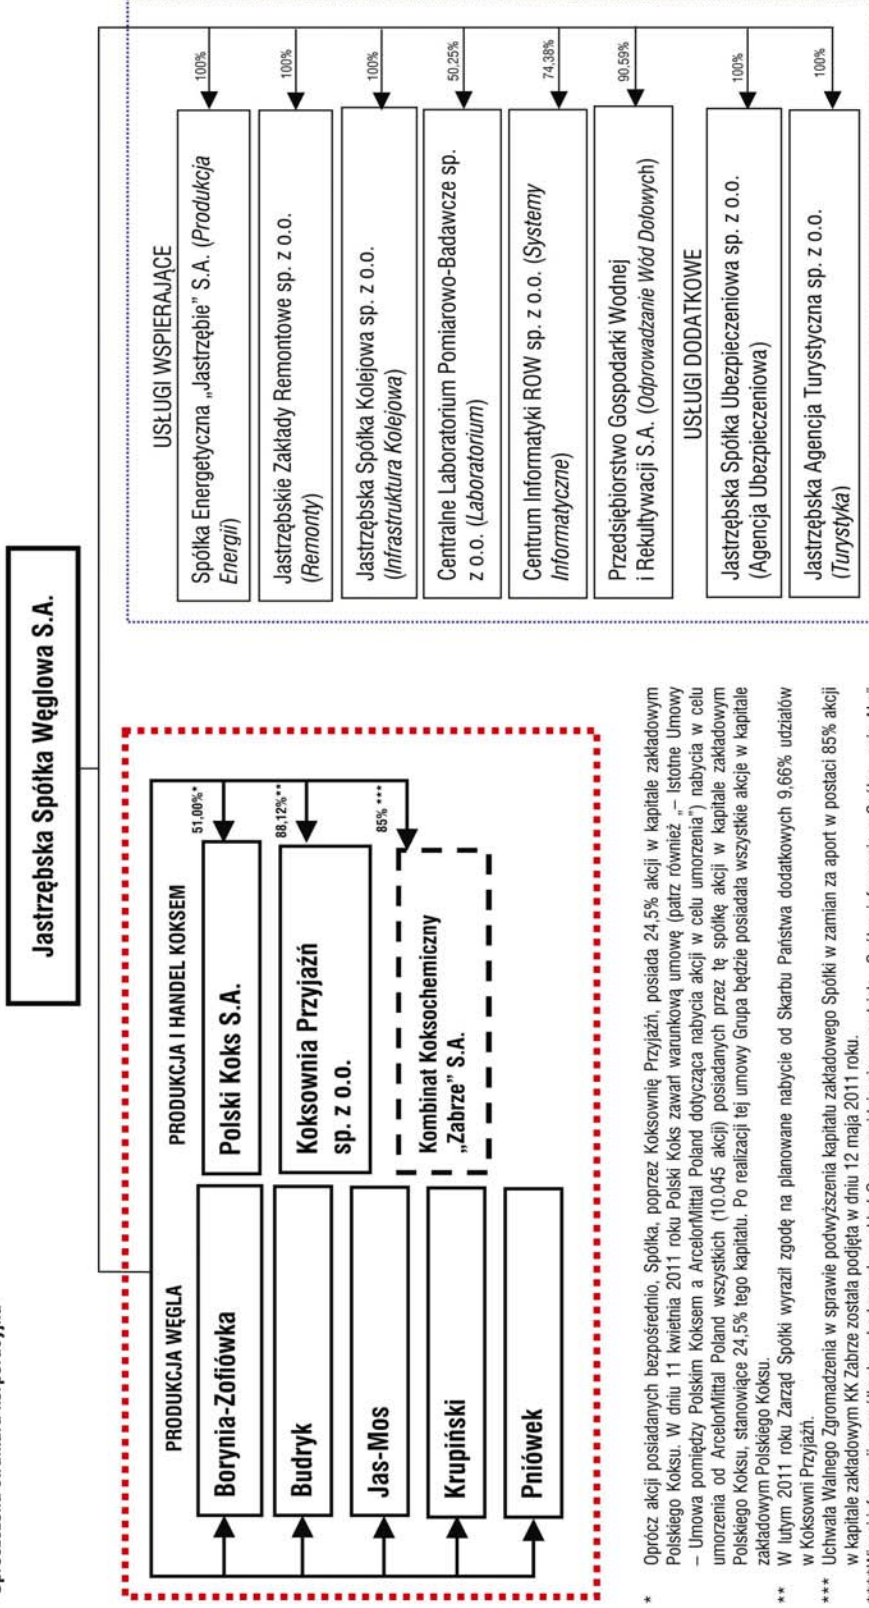 Jastrzębska Spółka Węglowa S.A.
PRODUKCJA WĘGLA
Borynia-Zofiówka
Budryk
Jas-Mos
Krupiński
Pniówek
PRODUKCJA I HANDEL KOKSEM
Polski Koks S.A.
51,00%*
Koksownia Przyjaźń
sp. z o.o.
88,12%**
Kombinat Koksochemiczny
„Zabrze” S.A.
85% ***
USŁUGI WSPIERAJĄCE
Spółka Energetyczna „Jastrzębie” S.A. (Produkcja
Energii)
100%
Jastrzębskie Zakłady Remontowe sp. z o.o.
(Remonty)
100%
Jastrzębska Spółka Kolejowa sp. z o.o.
(Infrastruktura Kolejowa)
100%
Centralne Laboratorium Pomiarowo-Badawcze sp.
z o.o. (Laboratorium)
50,25%
Centrum Informatyki ROW sp. z o.o. (Systemy
Informatyczne)
74,38%
Przedsiębiorstwo Gospodarki Wodnej
i Rekultywacji S.A. (Odprowadzanie Wód Dołowych)
90,59%
USŁUGI DODATKOWE
Jastrzębska Spółka Ubezpieczeniowa sp. z o.o.
(Agencja Ubezpieczeniowa)
100%
Jastrzębska Agencja Turystyczna sp. z o.o.
(Turystyka)
100%
* Oprócz akcji posiadanych bezpośrednio, Spółka, poprzez Koksownię Przyjaźń, posiada 24,5% akcji w kapitale zakładowym
Polskiego Koksu. W dniu 11 kwietnia 2011 roku Polski Koks zawarł warunkową umowę (patrz również „– Istotne Umowy
– Umowa pomiędzy Polskim Koksem a ArcelorMittal Poland dotycząca nabycia akcji w celu umorzenia”) nabycia w celu
umorzenia od ArcelorMittal Poland wszystkich (10.045 akcji) posiadanych przez tę spółkę akcji w kapitale zakładowym
Polskiego Koksu, stanowiące 24,5% tego kapitału. Po realizacji tej umowy Grupa będzie posiadała wszystkie akcje w kapitale
zakładowym Polskiego Koksu.
** W lutym 2011 roku Zarząd Spółki wyraził zgodę na planowane nabycie od Skarbu Państwa dodatkowych 9,66% udziałów
w Koksowni Przyjaźń.
*** Uchwała Walnego Zgromadzenia w sprawie podwyższenia kapitału zakładowego Spółki w zamian za aport w postaci 85% akcji
w kapitale zakładowym KK Zabrze została podjęta w dniu 12 maja 2011 roku.